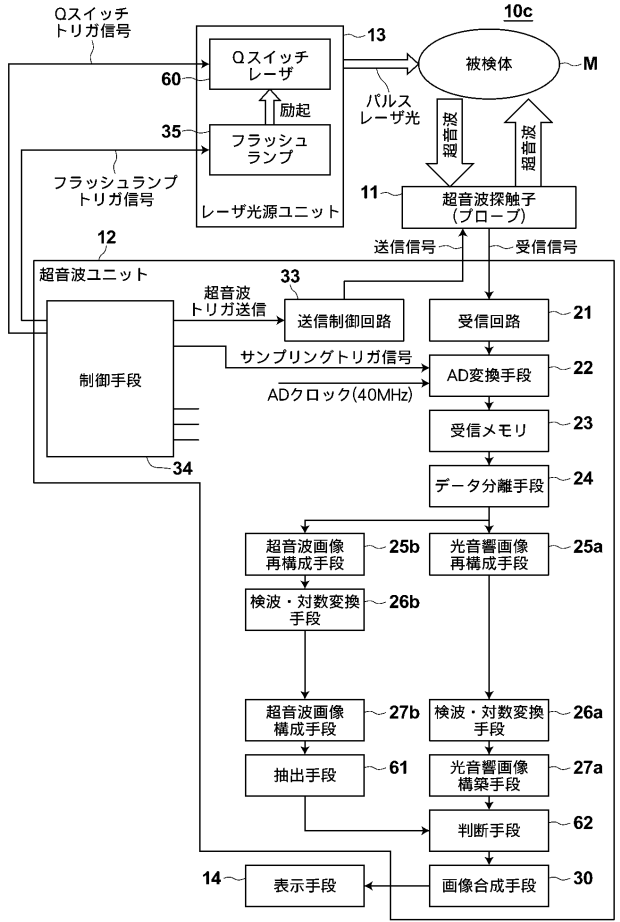 Qスイッチ
トリガ信号
10c
13
Qスイッチ
レーザ
60
被検体
M
励起
パルス
レーザ光
35
フラッシュ
ランプ
超音波
超音波
フラッシュランプ
トリガ信号
レーザ光源ユニット
11
超音波探触子
(プローブ)
送信信号
受信信号
12
超音波ユニット
超音波
トリガ送信
33
送信制御回路
受信回路
21
サンプリングトリガ信号
制御手段
AD変換手段
22
ADクロック(40MHz)
受信メモリ
23
34
データ分離手段
24
超音波画像
再構成手段
25b
光音響画像
再構成手段
25a
検波・対数変換
手段
26b
超音波画像
構成手段
27b
検波・対数変換
手段
26a
抽出手段
61
光音響画像
構築手段
27a
判断手段
62
14
表示手段
画像合成手段
30